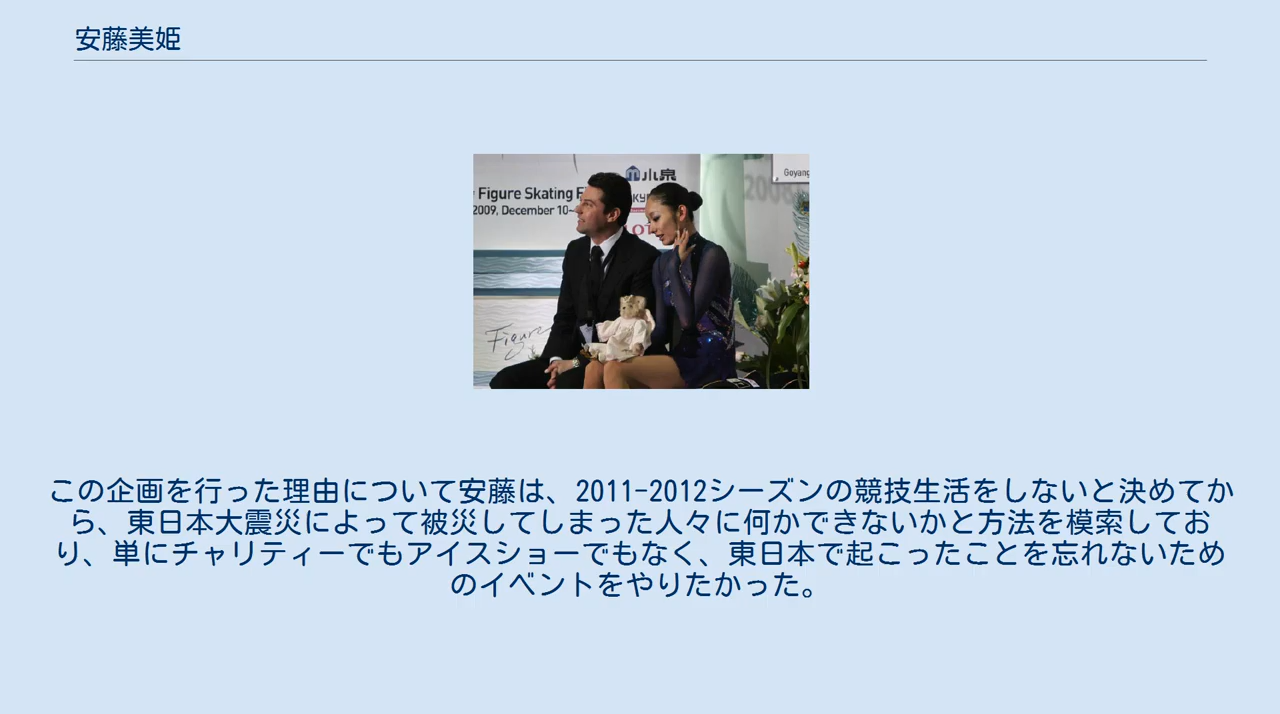 安藤美姫
小泉
Goyang
Figure Skating F
2008
2009, December 10~
Figure
この企画を行った理由について安藤は、2011-2012シーズンの競技生活をしないと決めてか
ら、東日本大震災によって被災してしまった人々に何かできないかと方法を模索してお
り、単にチャリティーでもアイスショーでもなく、東日本で起こったことを忘れないため
のイベントをやりたかった。